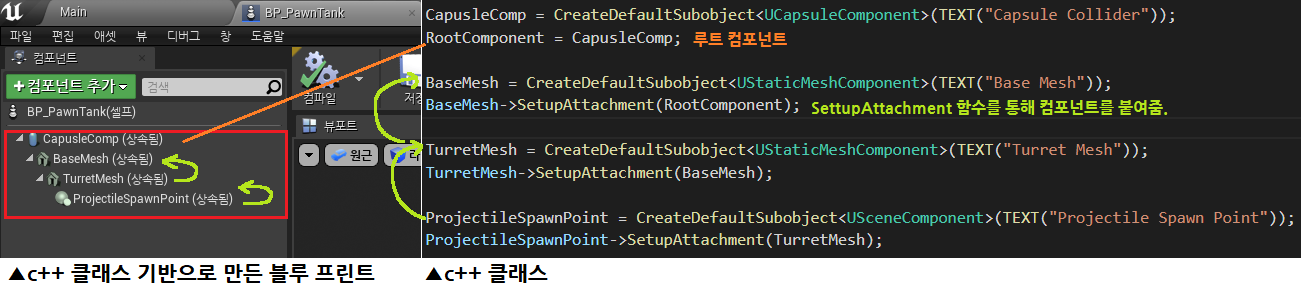 Main
BP_PawnTank
파일 편집 애셋 뷰 디버그 창 도움말
컴포넌트
+컴포넌트 추가
검색
컴파일
BP_PawnTank(셀프)
뷰포트
CapusleComp (상속됨)
원근
BaseMesh (상속됨)
TurretMesh (상속됨)
ProjectileSpawnPoint (상속됨)
▲c++ 클래스 기반으로 만든 블루 프린트
CapusleComp = CreateDefaultSubobject<UCapsuleComponent>(TEXT("Capsule Collider"));
RootComponent = CapusleComp; 루트 컴포넌트
BaseMesh = CreateDefaultSubobject<UStaticMeshComponent>(TEXT("Base Mesh"));
BaseMesh->SetupAttachment(RootComponent); SettupAttachment 함수를 통해 컴포넌트를 붙여줌.
TurretMesh = CreateDefaultSubobject<UStaticMeshComponent>(TEXT("Turret Mesh"));
TurretMesh->SetupAttachment(BaseMesh);
ProjectileSpawnPoint = CreateDefaultSubobject<USceneComponent>(TEXT("Projectile Spawn Point"));
ProjectileSpawnPoint->SetupAttachment(TurretMesh);
▲c++ 클래스